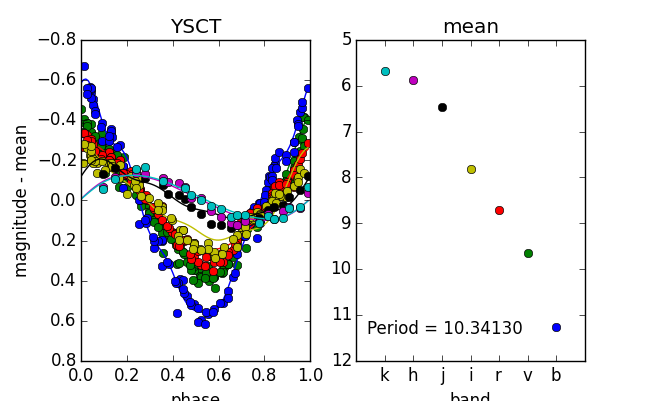 YSCT
mean
−0.8
−0.6
−0.4
−0.2
0.0
0.2
0.4
0.6
0.8
magnitude - mean
0.0 0.2 0.4 0.6 0.8 1.0
phase
5
6
7
8
9
10
11
12
Period = 10.34130
k h j i r v b
band